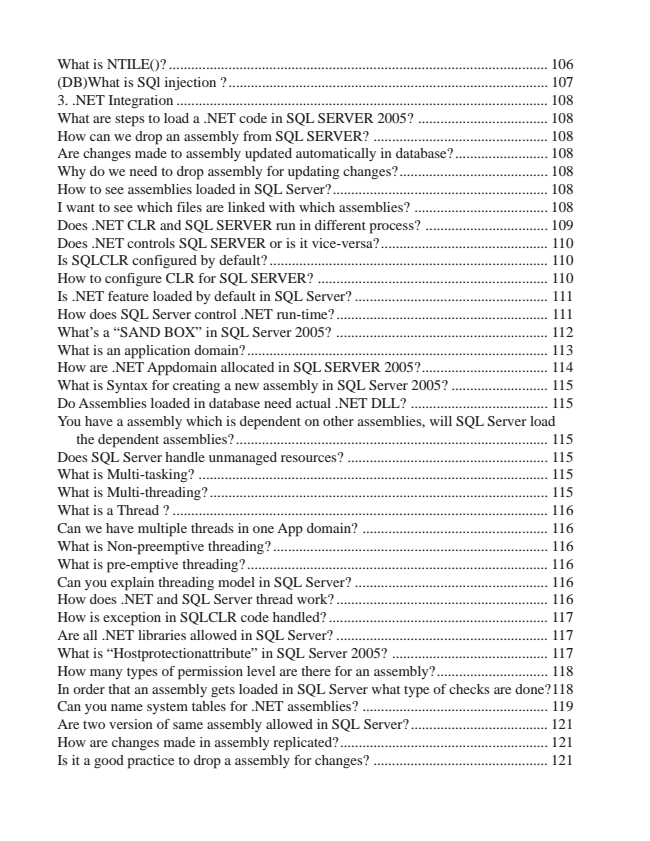 What is NTILE()? ..................................................................................................... 106
(DB)What is SQl injection ? ..................................................................................... 107
3. .NET Integration ................................................................................................... 108
What are steps to load a .NET code in SQL SERVER 2005? ................................... 108
How can we drop an assembly from SQL SERVER? ............................................... 108
Are changes made to assembly updated automatically in database? ......................... 108
Why do we need to drop assembly for updating changes? ........................................ 108
How to see assemblies loaded in SQL Server? .......................................................... 108
I want to see which files are linked with which assemblies? .................................... 108
Does .NET CLR and SQL SERVER run in different process? ................................. 109
Does .NET controls SQL SERVER or is it vice-versa? ............................................. 110
Is SQLCLR configured by default? ........................................................................... 110
How to configure CLR for SQL SERVER? ............................................................... 110
Is .NET feature loaded by default in SQL Server? .................................................... 111
How does SQL Server control .NET run-time? ......................................................... 111
What’s a “SAND BOX” in SQL Server 2005? ......................................................... 112
What is an application domain? ................................................................................. 113
How are .NET Appdomain allocated in SQL SERVER 2005? .................................. 114
What is Syntax for creating a new assembly in SQL Server 2005? .......................... 115
Do Assemblies loaded in database need actual .NET DLL? ..................................... 115
You have a assembly which is dependent on other assemblies, will SQL Server load
the dependent assemblies? .................................................................................... 115
Does SQL Server handle unmanaged resources? ...................................................... 115
What is Multi-tasking? .............................................................................................. 115
What is Multi-threading? ........................................................................................... 115
What is a Thread ? ..................................................................................................... 116
Can we have multiple threads in one App domain? .................................................. 116
What is Non-preemptive threading? .......................................................................... 116
What is pre-emptive threading? ................................................................................. 116
Can you explain threading model in SQL Server? .................................................... 116
How does .NET and SQL Server thread work? ......................................................... 116
How is exception in SQLCLR code handled? ........................................................... 117
Are all .NET libraries allowed in SQL Server? ......................................................... 117
What is “Hostprotectionattribute” in SQL Server 2005? ........................................... 117
How many types of permission level are there for an assembly? .............................. 118
In order that an assembly gets loaded in SQL Server what type of checks are done?118
Can you name system tables for .NET assemblies? .................................................. 119
Are two version of same assembly allowed in SQL Server? ..................................... 121
How are changes made in assembly replicated? ........................................................ 121
Is it a good practice to drop a assembly for changes? ............................................... 121